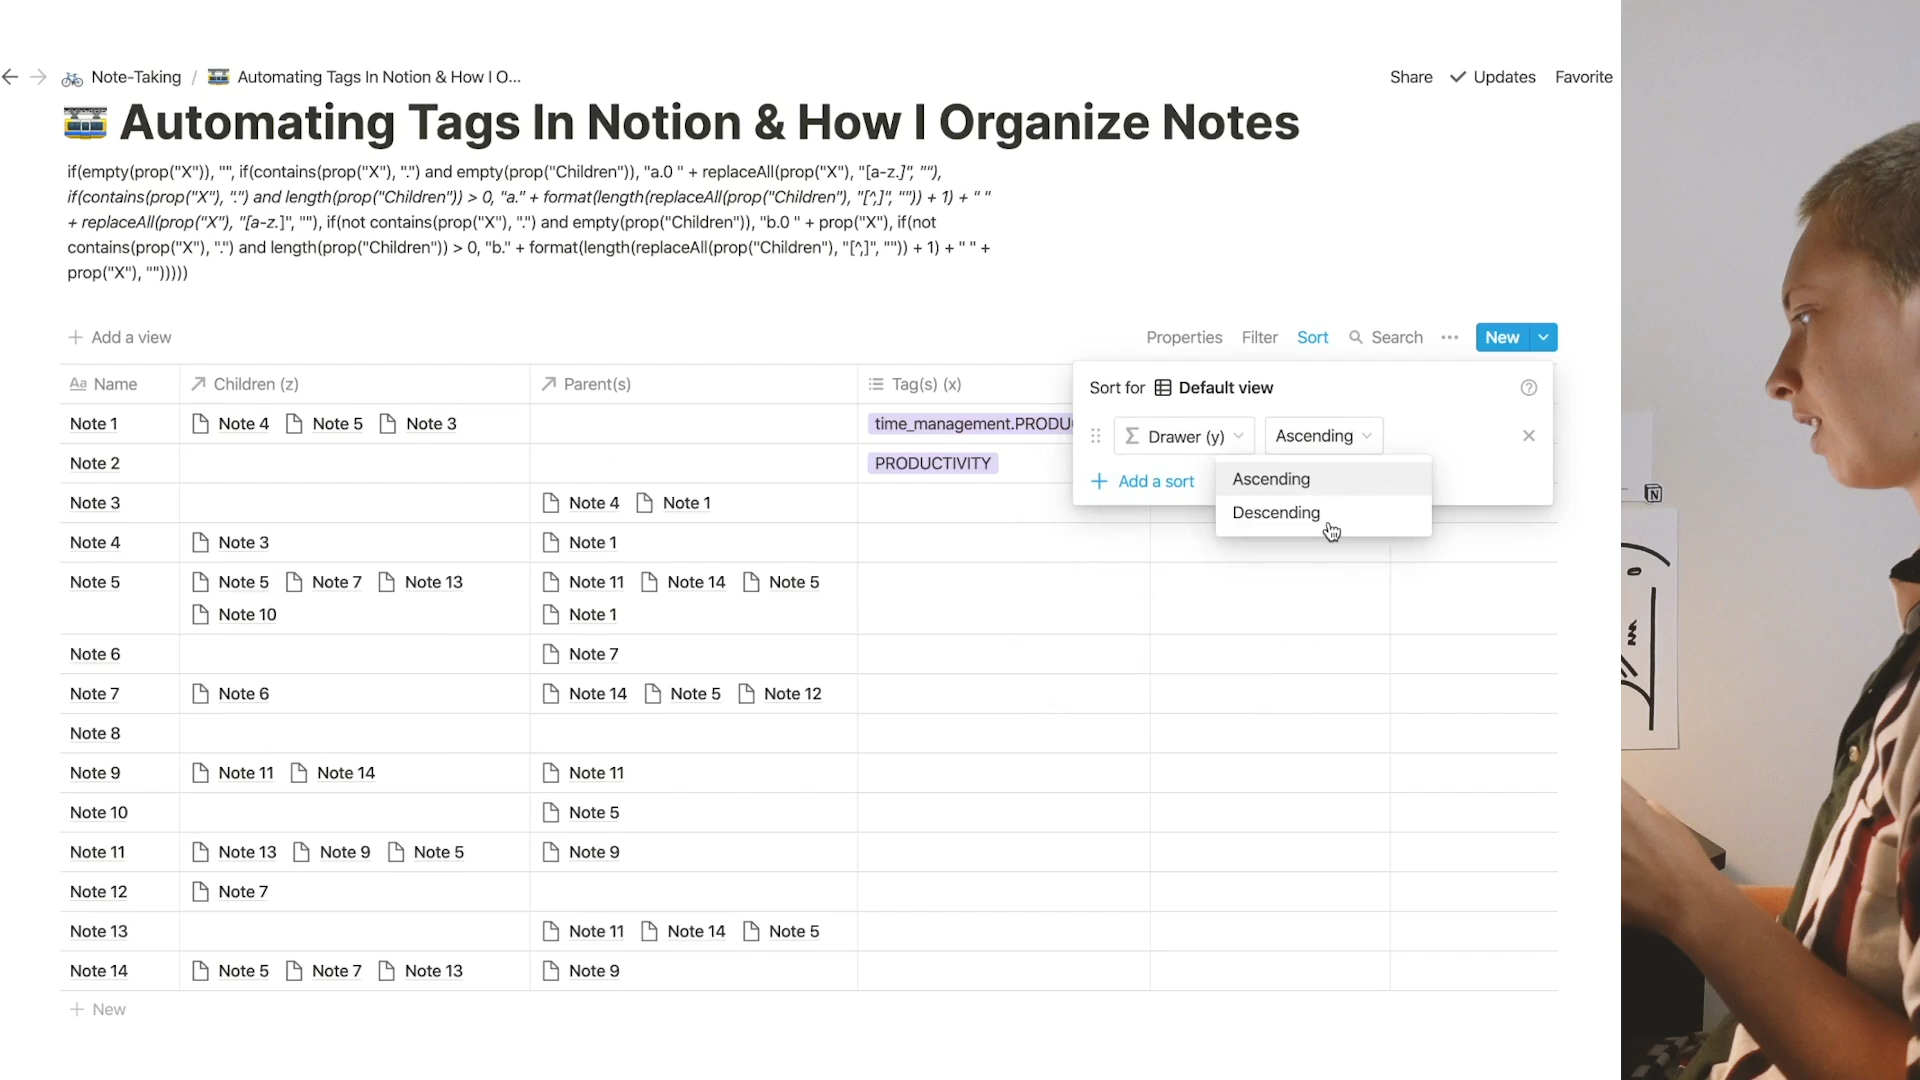 Note-Taking / Automating Tags In Notion & How I O...
Share Updates Favorite
Automating Tags In Notion & How I Organize Notes
if(empty(prop("X")), "", if(contains(prop("X"), ".") and empty(prop("Children")), "a.0 " + replaceAll(prop("X"), "[a-z.]", ""),
if(contains(prop("X"), ".") and length(prop("Children")) > 0, "a." + format(length(replaceAll(prop("Children"), "[^,]", "")) + 1) + " "
+ replaceAll(prop("X"), "[a-z.]", ""), if(not contains(prop("X"), ".") and empty(prop("Children")), "b.0 " + prop("X"), if(not
contains(prop("X"), ".") and length(prop("Children")) > 0, "b." + format(length(replaceAll(prop("Children"), "[^,]", "")) + 1) + " " +
prop("X"), "")))))
Add a view
Properties Filter Sort Search New
Name Children (z) Parent(s) Tag(s) (x)
Sort for Default view
Note 1 Note 4 Note 5 Note 3 time_management.PRODU
Drawer (y) Ascending
Note 2 PRODUCTIVITY
Add a sort
Ascending
Descending
Note 3 Note 4 Note 1
Note 4 Note 3 Note 1
Note 5 Note 5 Note 7 Note 13 Note 11 Note 14 Note 5
Note 10 Note 1
Note 6 Note 7
Note 7 Note 6 Note 14 Note 5 Note 12
Note 8
Note 9 Note 11 Note 14 Note 11
Note 10 Note 5
Note 11 Note 13 Note 9 Note 5 Note 9
Note 12 Note 7
Note 13 Note 11 Note 14 Note 5
Note 14 Note 5 Note 7 Note 13 Note 9
New